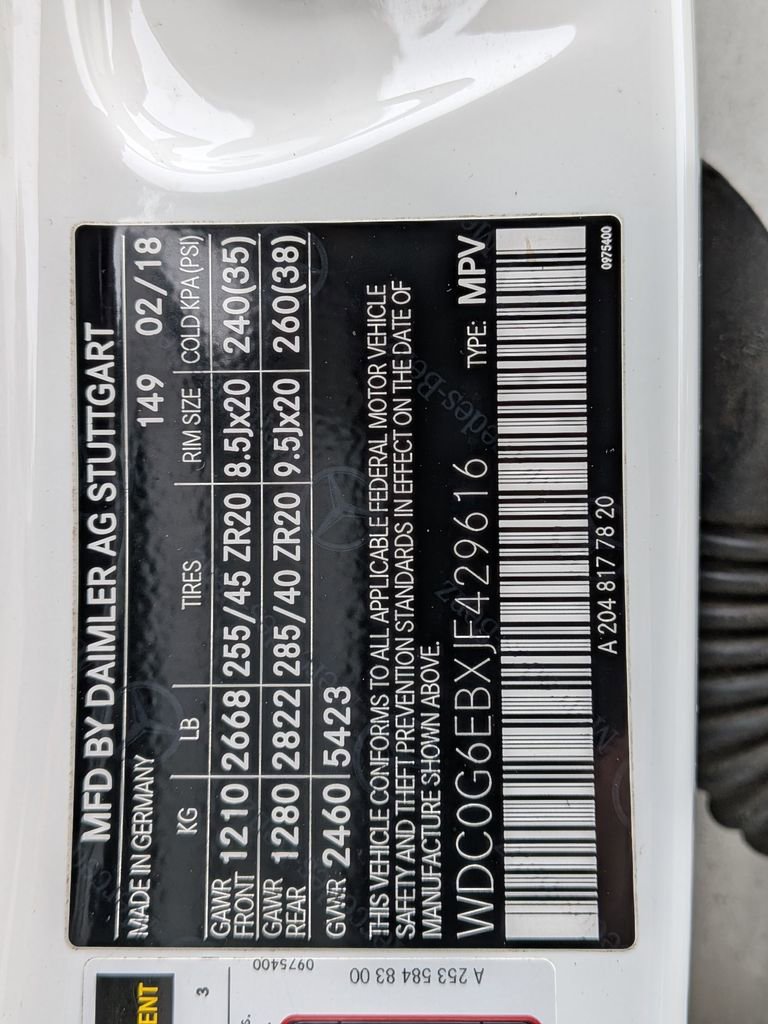 MFD BY DAIMLER AG STUTTGART
MADE IN GERMANY 149 02/18
KG LB TIRES RIM SIZE COLD KPA(PSI)
GAWR FRONT 1210 2668 255/45 ZR20 8.5Jx20 240(35)
GAWR REAR 1280 2822 285/40 ZR20 9.5Jx20 260(38)
GVWR 2460 5423
THIS VEHICLE CONFORMS TO ALL APPLICABLE FEDERAL MOTOR VEHICLE
SAFETY AND THEFT PREVENTION STANDARDS IN EFFECT ON THE DATE OF
MANUFACTURE SHOWN ABOVE.
WDC0G6EBXJF429616 TYPE: MPV
A 204 817 78 20
0975400
A 253 584 83 00
0975400
3